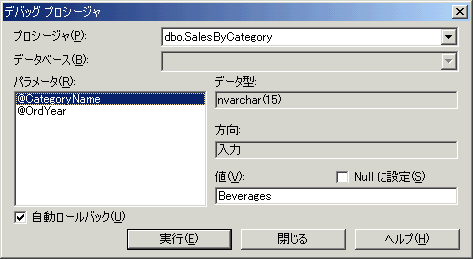 デバッグ プロシージャ
プロシージャ(P):
dbo.SalesByCategory
データベース(B):
パラメータ(R):
@CategoryName
@OrdYear
データ型:
nvarchar(15)
方向:
入力
値(V):
Null に設定(S)
Beverages
自動ロールバック(U)
実行(E)
閉じる
ヘルプ(H)